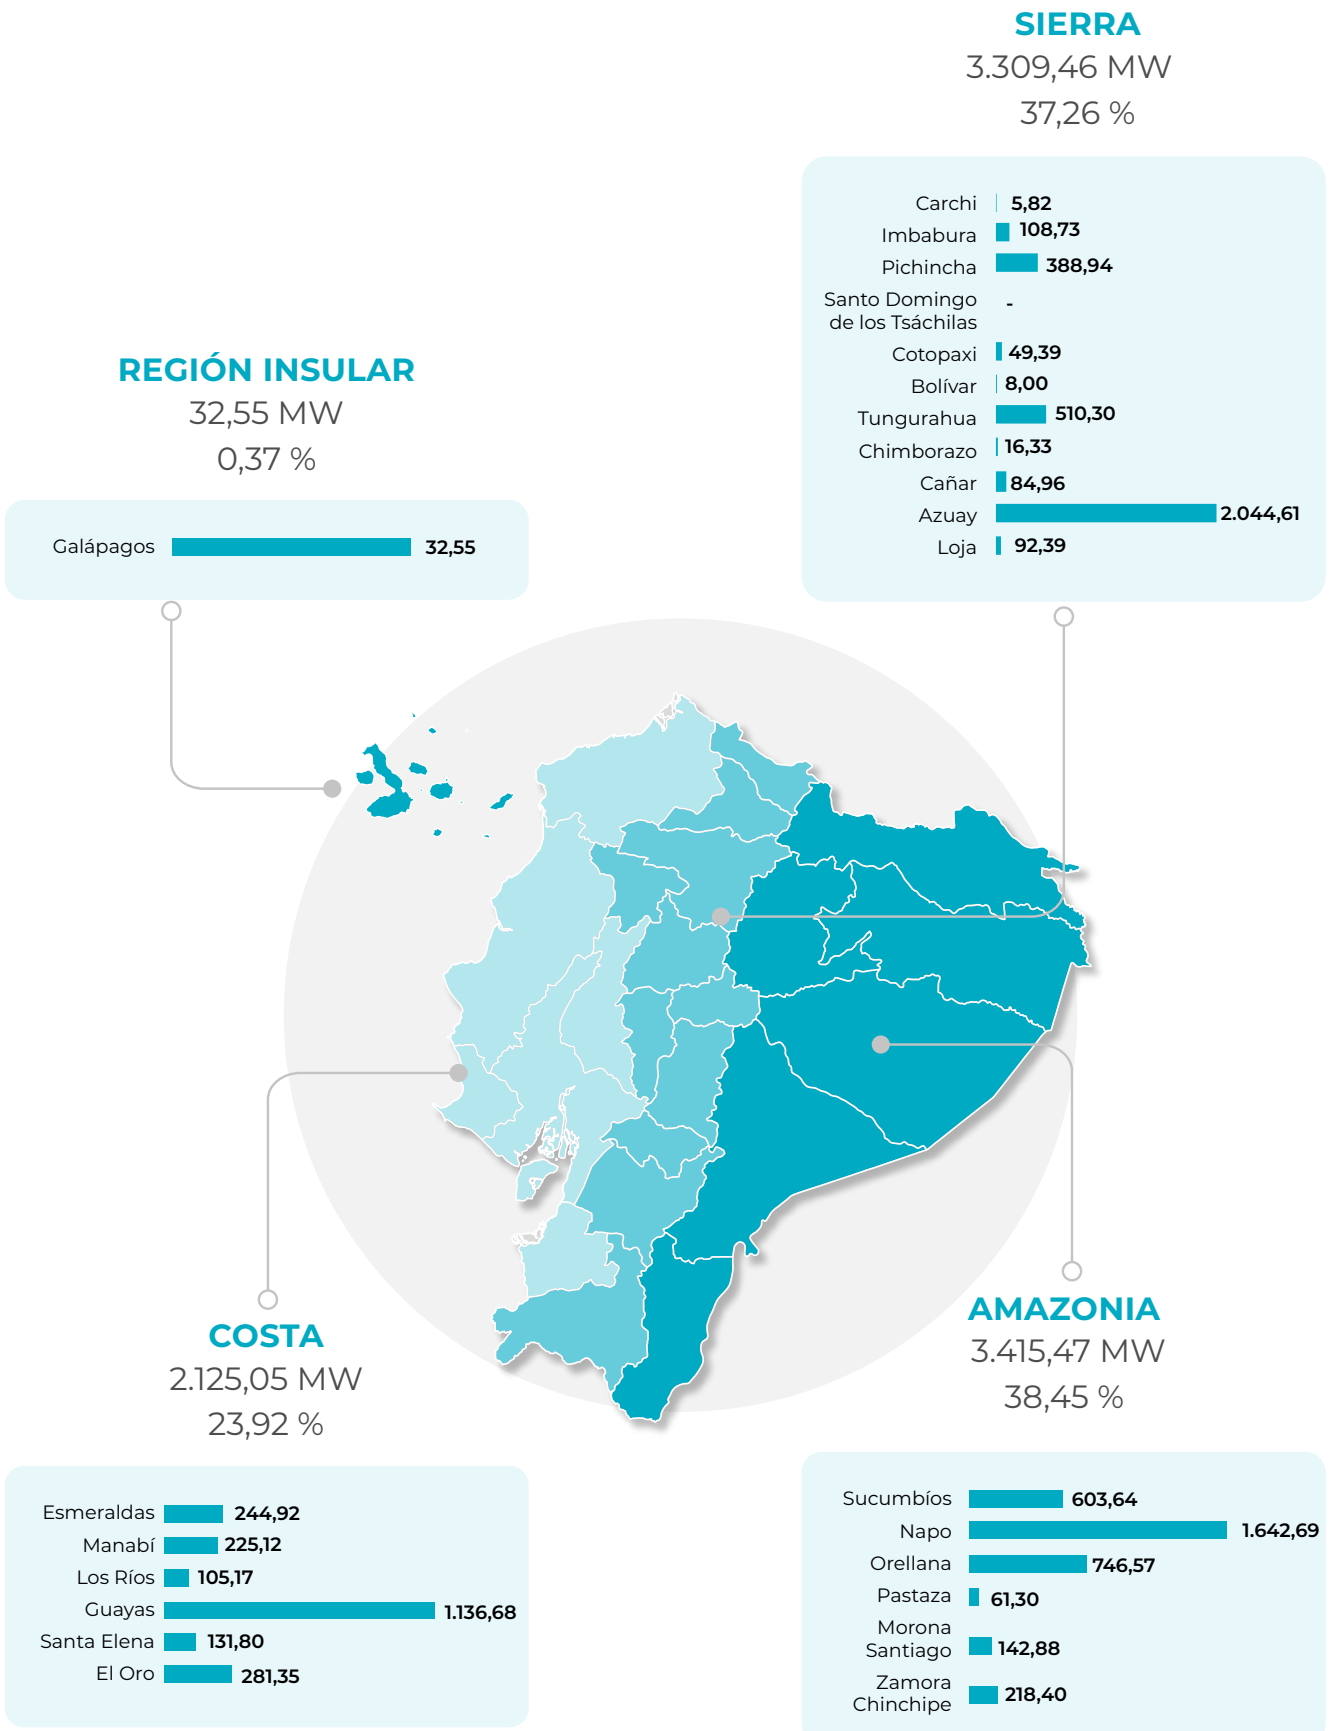 SIERRA
3.309,46 MW
37,26 %
Carchi 5,82
Imbabura 108,73
Pichincha 388,94
Santo Domingo
de los Tsáchilas -
Cotopaxi 49,39
Bolívar 8,00
Tungurahua 510,30
Chimborazo 16,33
Cañar 84,96
Azuay 2.044,61
Loja 92,39
REGIÓN INSULAR
32,55 MW
0,37 %
Galápagos 32,55
COSTA
2.125,05 MW
23,92 %
Esmeraldas 244,92
Manabí 225,12
Los Ríos 105,17
Guayas 1.136,68
Santa Elena 131,80
El Oro 281,35
AMAZONIA
3.415,47 MW
38,45 %
Sucumbíos 603,64
Napo 1.642,69
Orellana 746,57
Pastaza 61,30
Morona
Santiago 142,88
Zamora
Chinchipe 218,40